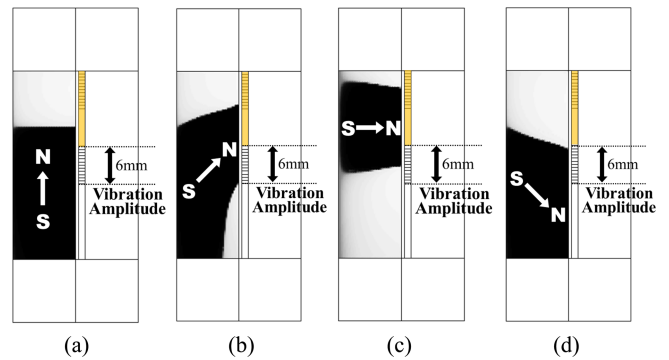 N
S
6mm
Vibration
Amplitude
(a)
N
S
6mm
Vibration
Amplitude
(b)
S N
6mm
Vibration
Amplitude
(c)
S
N
6mm
Vibration
Amplitude
(d)